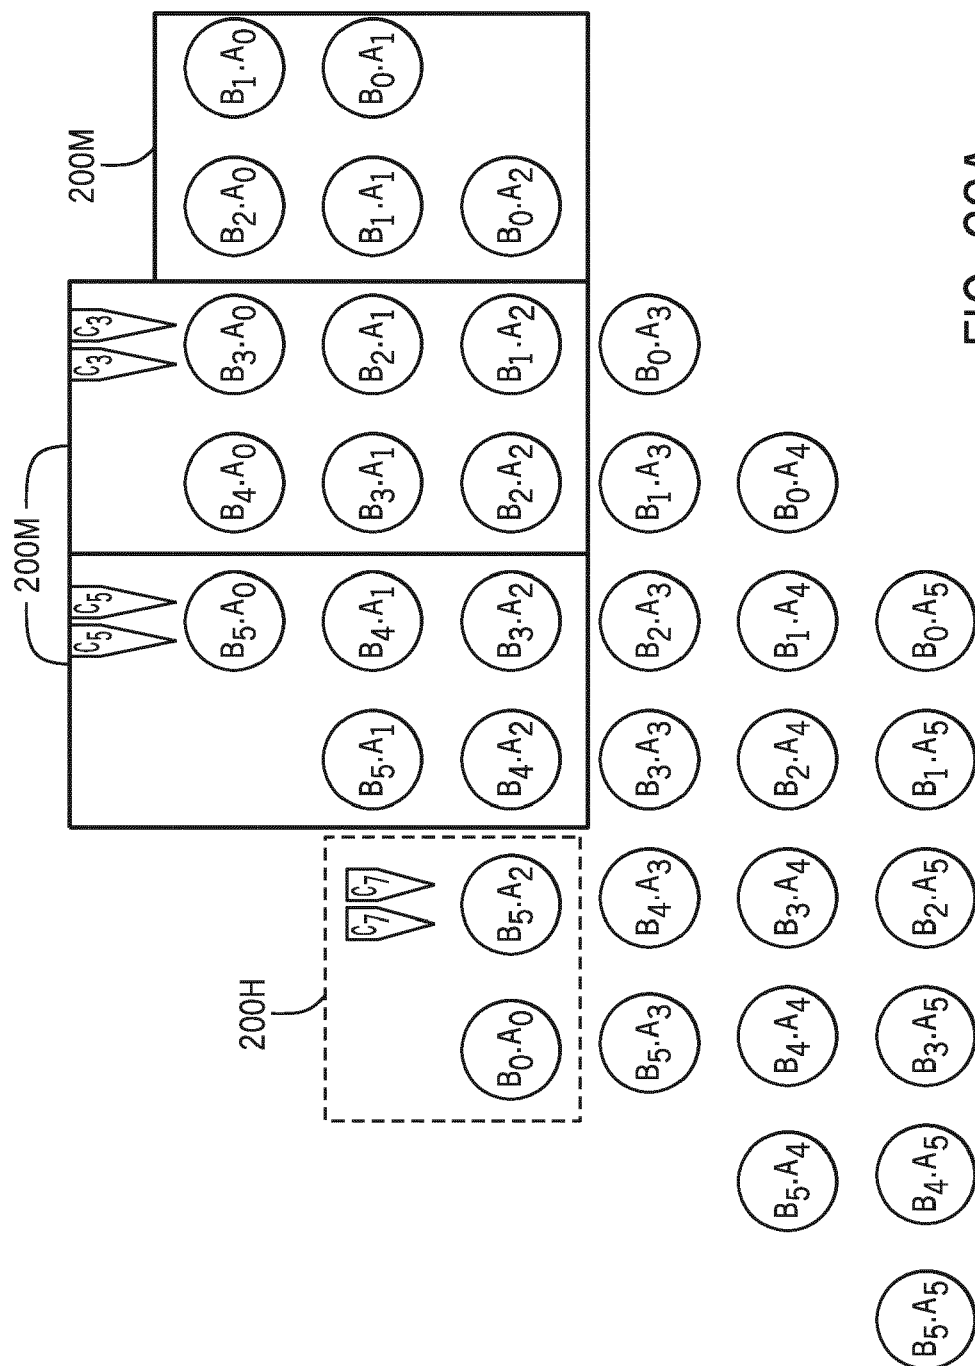 200M
200M
C5 C5 C3 C3
B5.A0 B4.A0 B3.A0 B2.A0 B1.A0
200H
C7 C7
B5.A1 B4.A1 B3.A1 B2.A1 B1.A1 B0.A1
B0.A0 B5.A2 B4.A2 B3.A2 B2.A2 B1.A2 B0.A2
B5.A3 B4.A3 B3.A3 B2.A3 B1.A3 B0.A3
B5.A4 B4.A4 B3.A4 B2.A4 B1.A4 B0.A4
B5.A5 B4.A5 B3.A5 B2.A5 B1.A5 B0.A5
FIG.